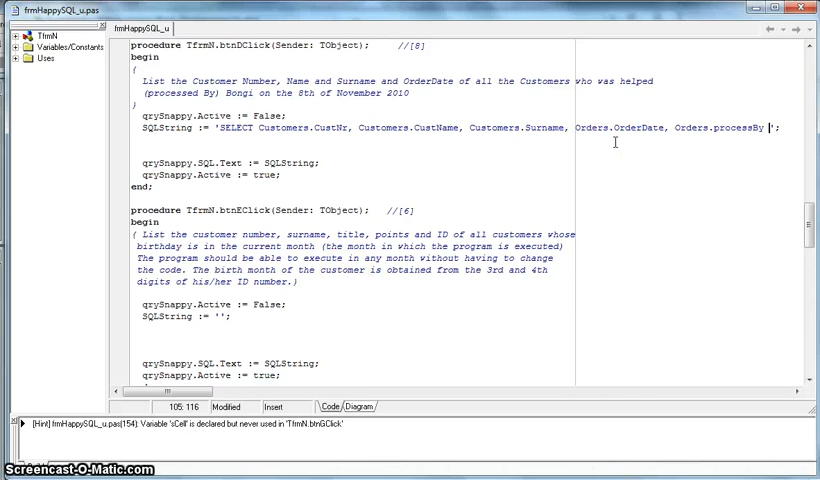 frmHappySQL_u.pas
TfrmN
Variables/Constants
Uses
frmHappySQL_u
procedure TfrmN.btnDClick(Sender: TObject); //[8]
begin
{
List the Customer Number, Name and Surname and OrderDate of all the Customers who was helped
(processed By) Bongi on the 8th of November 2010
}
qrySnappy.Active := False;
SQLString := 'SELECT Customers.CustNr, Customers.CustName, Customers.Surname, Orders.OrderDate, Orders.processBy ';
qrySnappy.SQL.Text := SQLString;
qrySnappy.Active := true;
end;
procedure TfrmN.btnEClick(Sender: TObject); //[6]
begin
{ List the customer number, surname, title, points and ID of all customers whose
birthday is in the current month (the month in which the program is executed)
The program should be able to execute in any month without having to change
the code. The birth month of the customer is obtained from the 3rd and 4th
digits of his/her ID number.}
qrySnappy.Active := False;
SQLString := '';
qrySnappy.SQL.Text := SQLString;
qrySnappy.Active := true;
105: 116 Modified Insert Code Diagram
[Hint] frmHappySQL_u.pas(154): Variable 'sCell' is declared but never used in 'TfrmN.btnGClick'
Screencast-O-Matic.com